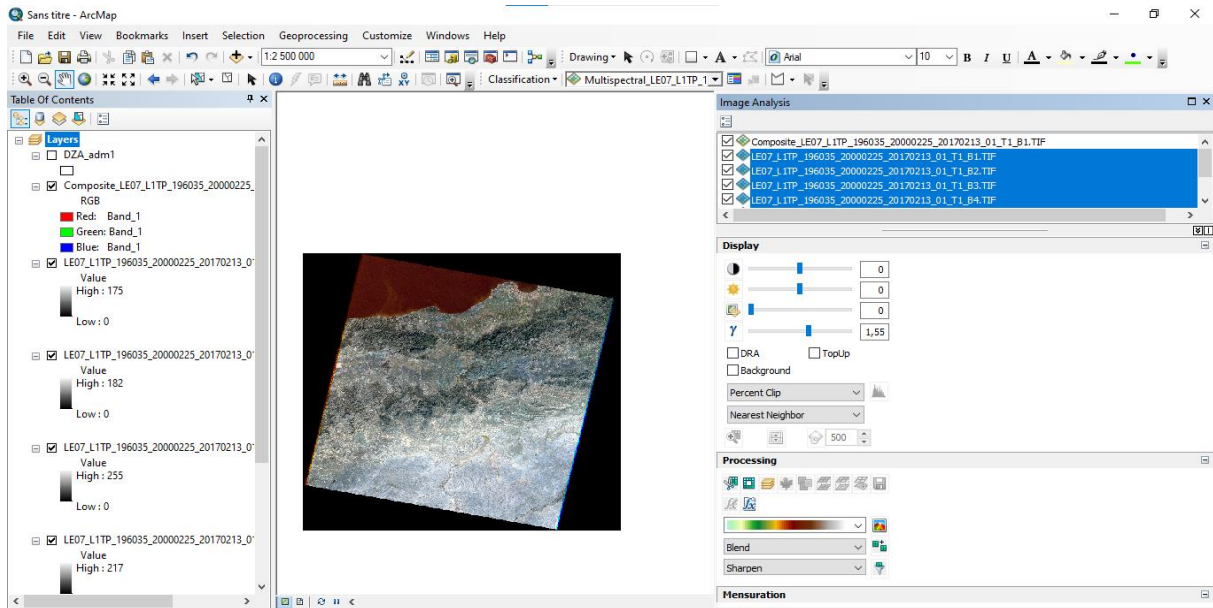 Sans titre - ArcMap
File Edit View Bookmarks Insert Selection Geoprocessing Customize Windows Help
1:2 500 000 Drawing Arial 10 B I U A
Classification Multispectral_LE07_L1TP_1
Table Of Contents
Layers
DZA_adm1
Composite_LE07_L1TP_196035_20000225_
RGB
Red: Band_1
Green: Band_1
Blue: Band_1
LE07_L1TP_196035_20000225_20170213_0
Value
High : 175
Low : 0
LE07_L1TP_196035_20000225_20170213_0
Value
High : 182
Low : 0
LE07_L1TP_196035_20000225_20170213_0
Value
High : 255
Low : 0
LE07_L1TP_196035_20000225_20170213_0
Value
High : 217
Image Analysis
Composite_LE07_L1TP_196035_20000225_20170213_01_T1_B1.TIF
LE07_L1TP_196035_20000225_20170213_01_T1_B1.TIF
LE07_L1TP_196035_20000225_20170213_01_T1_B2.TIF
LE07_L1TP_196035_20000225_20170213_01_T1_B3.TIF
LE07_L1TP_196035_20000225_20170213_01_T1_B4.TIF
Display
0
0
0
γ 1,55
DRA TopUp
Background
Percent Clip
Nearest Neighbor
500
Processing
fx fx
Blend
Sharpen
Mensuration